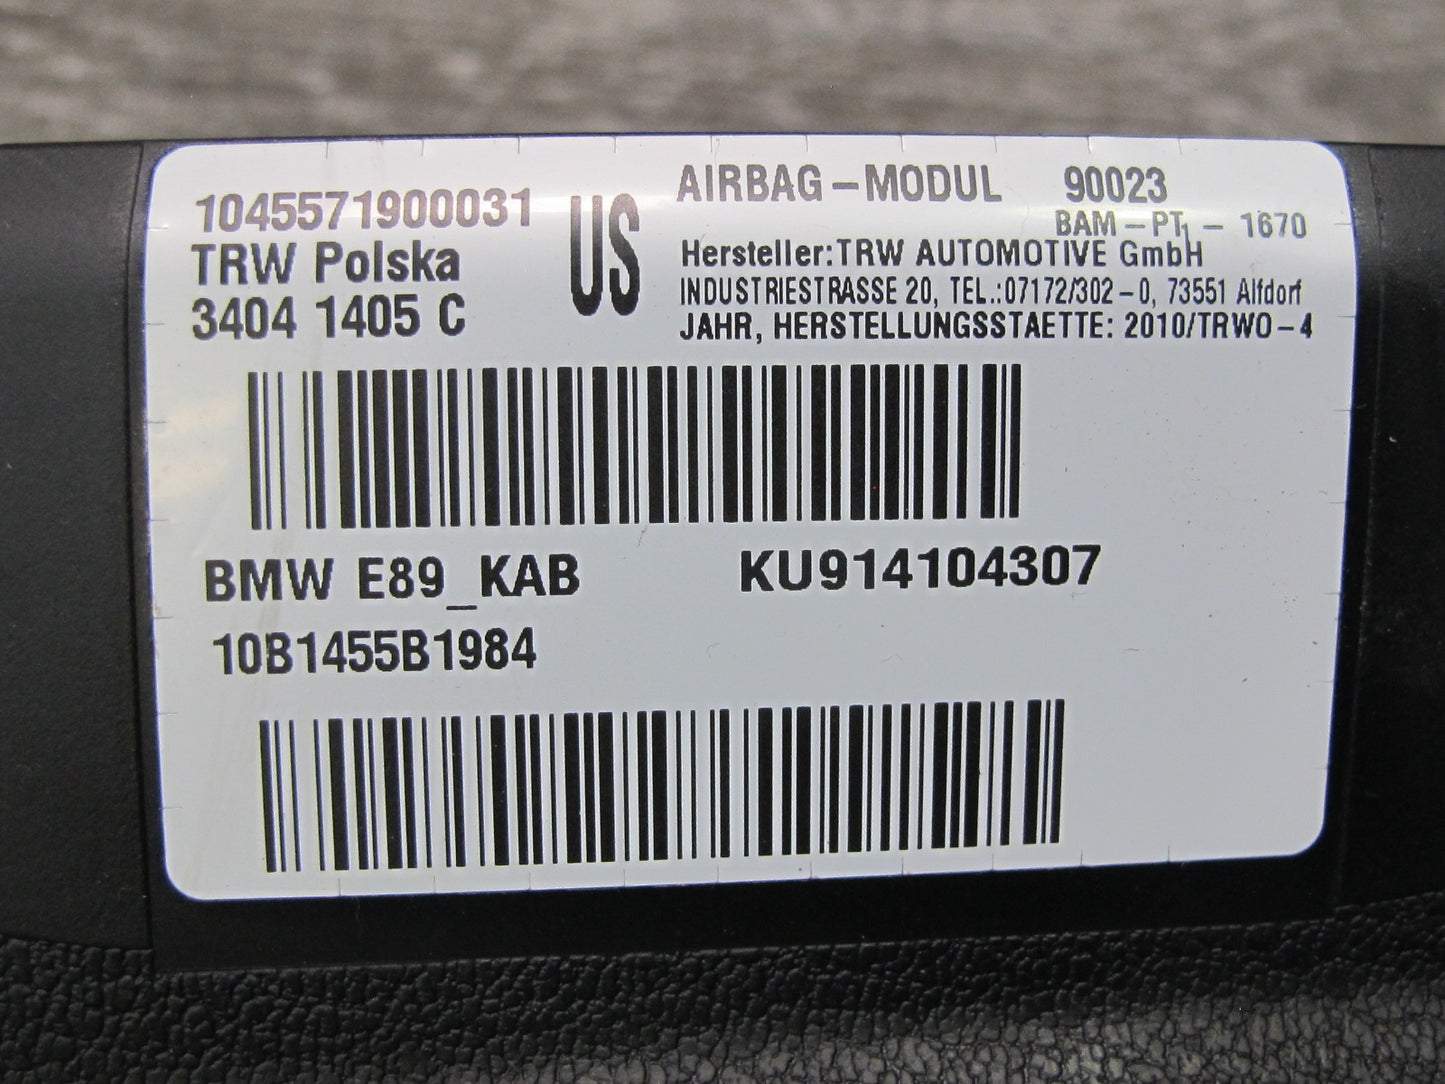 1045571900031
TRW Polska
3404 1405 C
US
AIRBAG-MODUL 90023
BAM-PT1-1670
Hersteller:TRW AUTOMOTIVE GmbH
INDUSTRIESTRASSE 20, TEL.:07172/302-0, 73551 Alfdorf
JAHR, HERSTELLUNGSSTAETTE: 2010/TRWO-4
BMW E89_KAB KU914104307
10B1455B1984